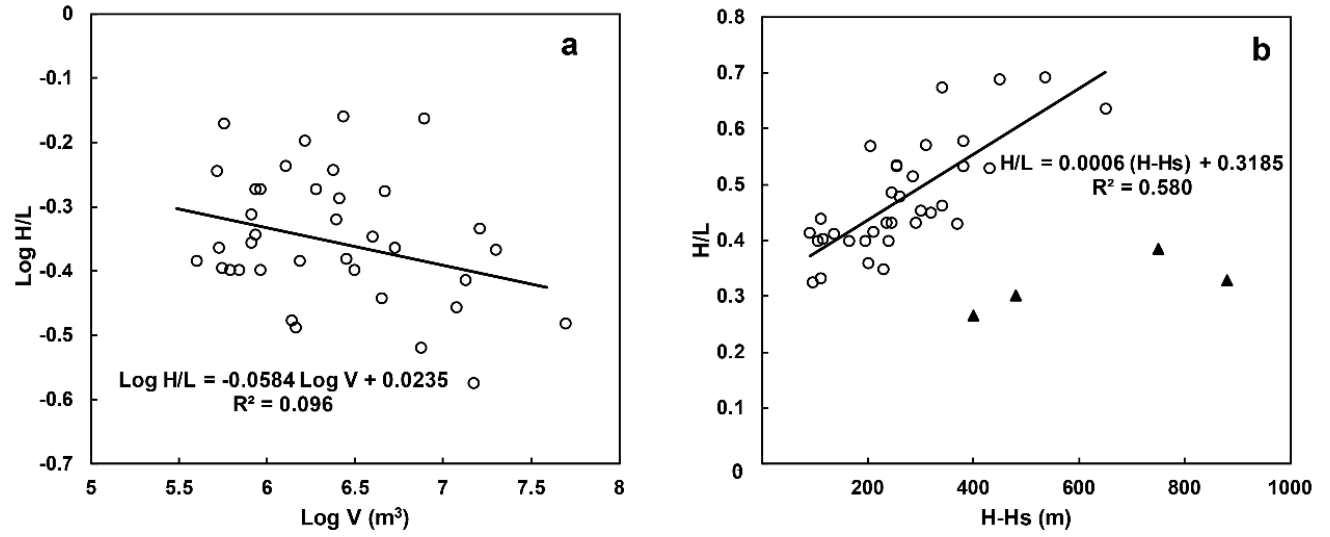 a
0
-0.1
-0.2
-0.3
-0.4
-0.5
-0.6
-0.7
Log H/L
Log H/L = -0.0584 Log V + 0.0235
R² = 0.096
5
5.5
6
6.5
7
7.5
8
Log V (m³)
b
0.8
0.7
0.6
0.5
0.4
0.3
0.2
0.1
0
H/L
H/L = 0.0006 (H-Hs) + 0.3185
R² = 0.580
200
400
600
800
1000
H-Hs (m)